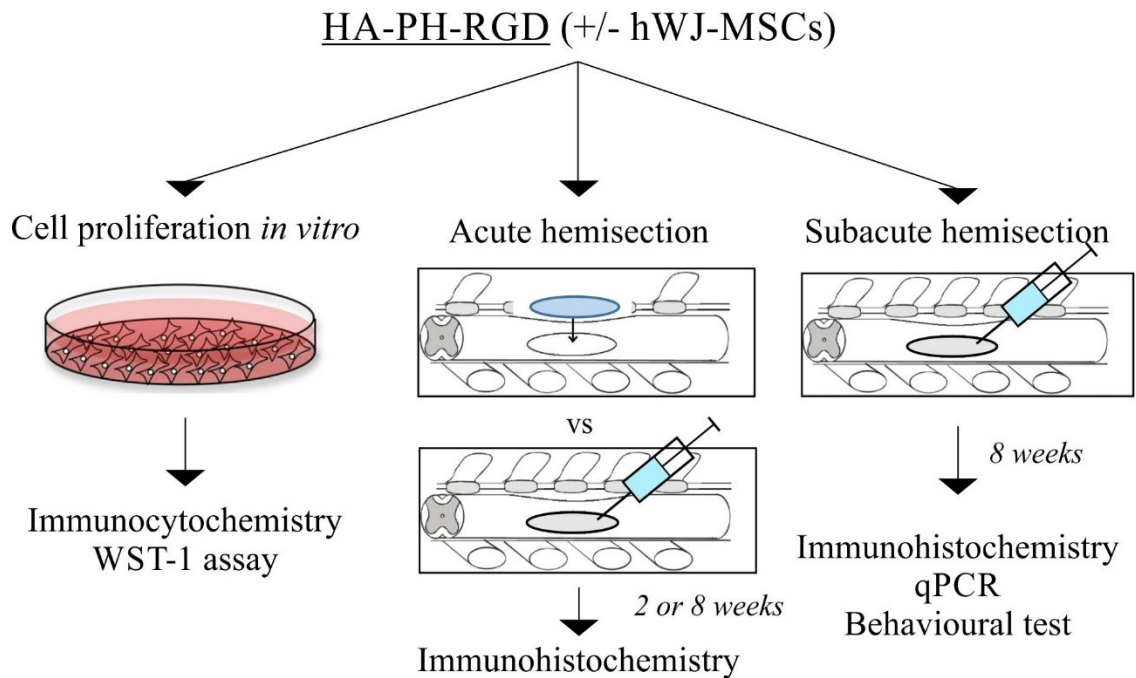 HA-PH-RGD (+/- hWJ-MSCs)
Cell proliferation in vitro
Immunocytochemistry
WST-1 assay
Acute hemisection
vs
2 or 8 weeks
Immunohistochemistry
Subacute hemisection
8 weeks
Immunohistochemistry
qPCR
Behavioural test